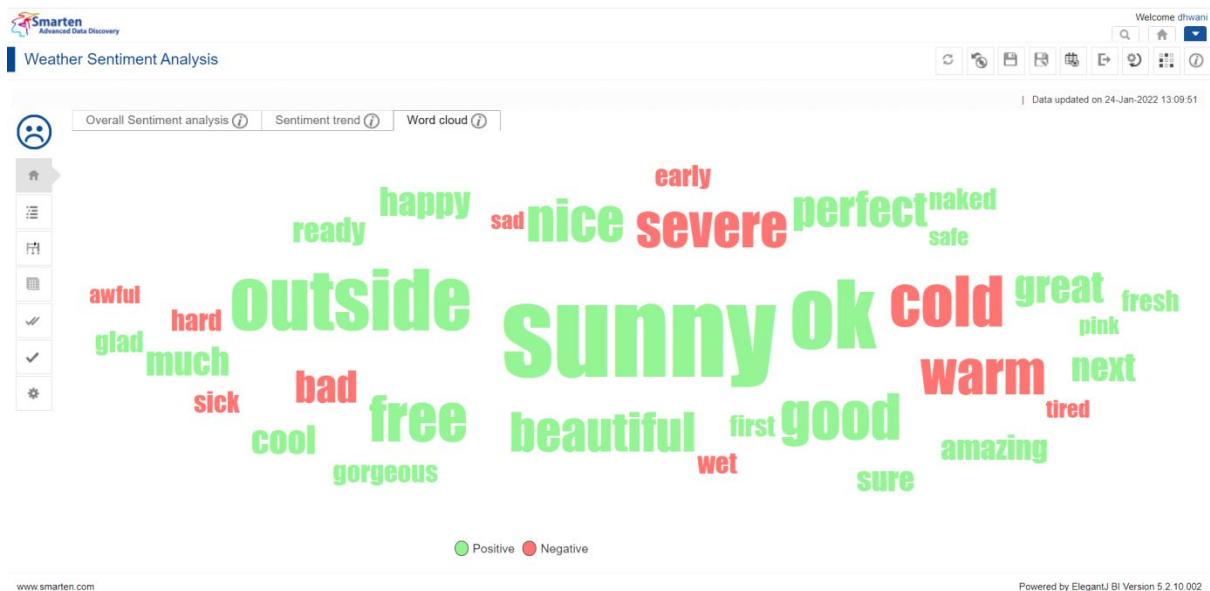 Smarten
Advanced Data Discovery
Welcome dhwani
Weather Sentiment Analysis
Data updated on 24-Jan-2022 13:09:51
Overall Sentiment analysis
Sentiment trend
Word cloud
early
happy
sad
nice
severe
perfect
naked
ready
safe
awful
hard
outside
sunny
ok
cold
great
fresh
pink
glad
much
bad
warm
next
sick
free
tired
cool
beautiful
first
good
amazing
gorgeous
wet
sure
Positive
Negative
www.smarten.com
Powered by ElegantJ BI Version 5.2.10.002